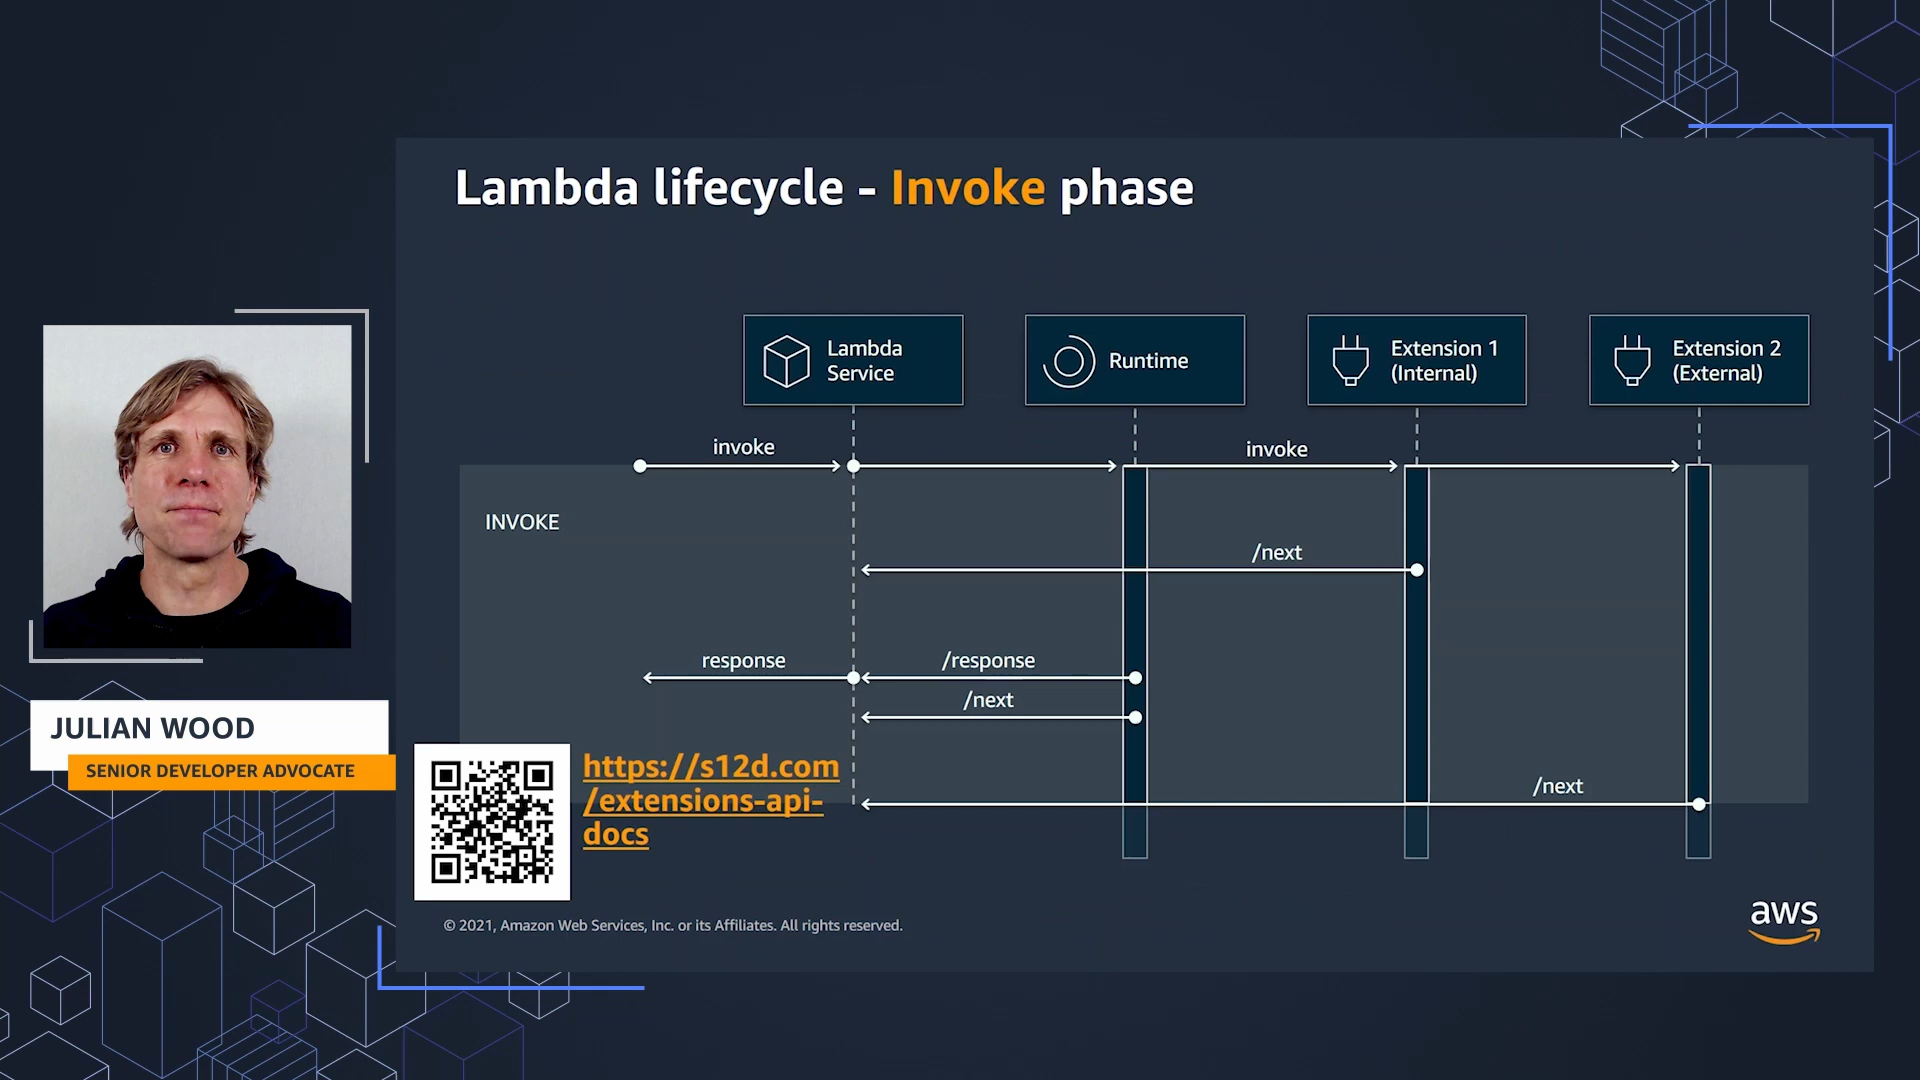 Lambda lifecycle - Invoke phase
Lambda
Service
Runtime
Extension 1
(Internal)
Extension 2
(External)
invoke
invoke
INVOKE
/next
response
/response
/next
/next
JULIAN WOOD
SENIOR DEVELOPER ADVOCATE
https://s12d.com
/extensions-api-
docs
© 2021, Amazon Web Services, Inc. or its Affiliates. All rights reserved.
aws